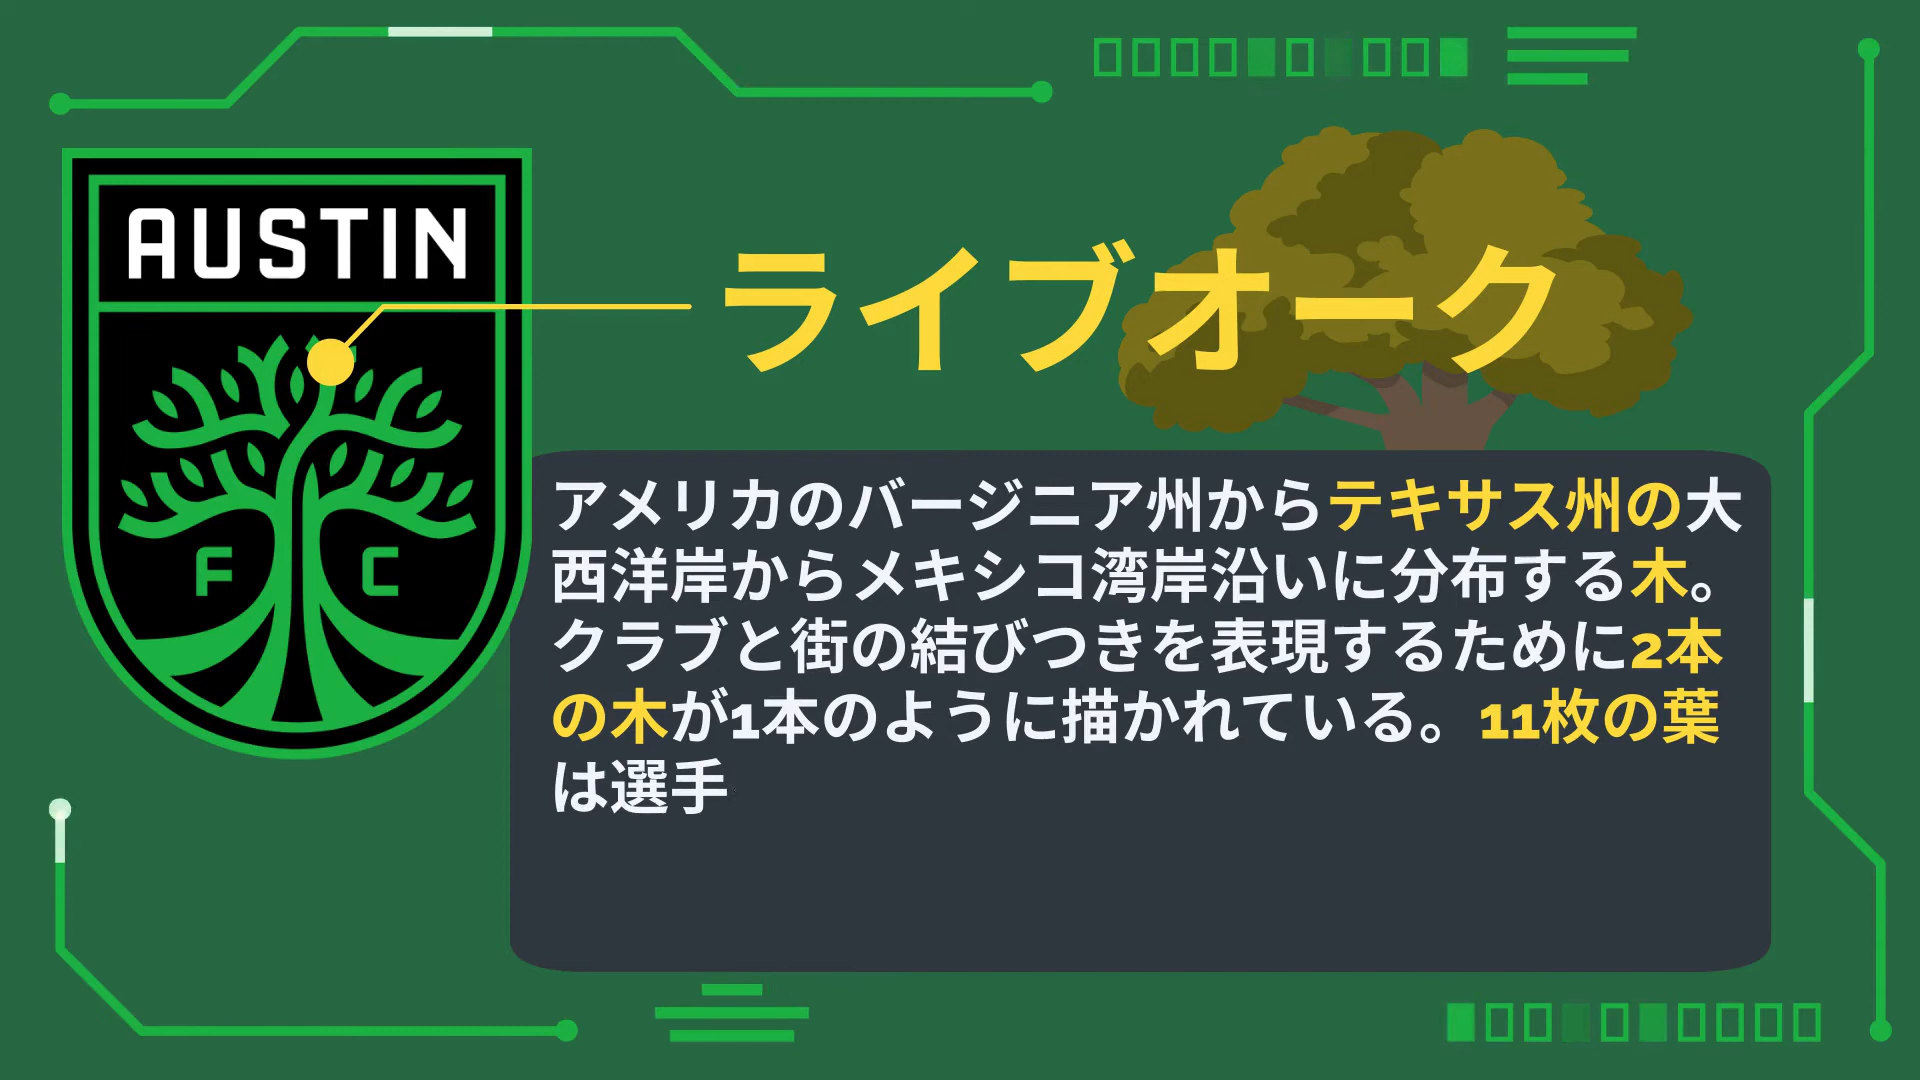 AUSTIN
F C
ライブオーク
アメリカのバージニア州からテキサス州の大
西洋岸からメキシコ湾岸沿いに分布する木。
クラブと街の結びつきを表現するために2本
の木が1本のように描かれている。11枚の葉
は選手